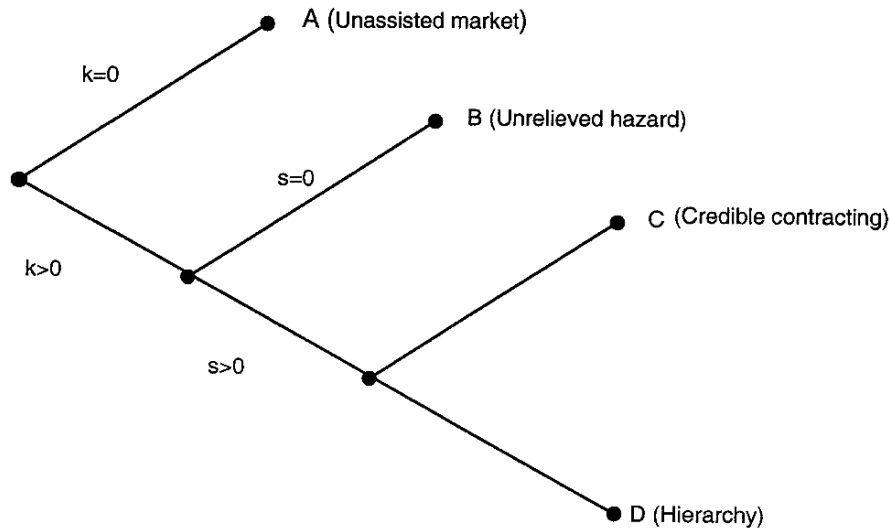 A (Unassisted market)
k=0
B (Unrelieved hazard)
s=0
C (Credible contracting)
k>0
s>0
D (Hierarchy)